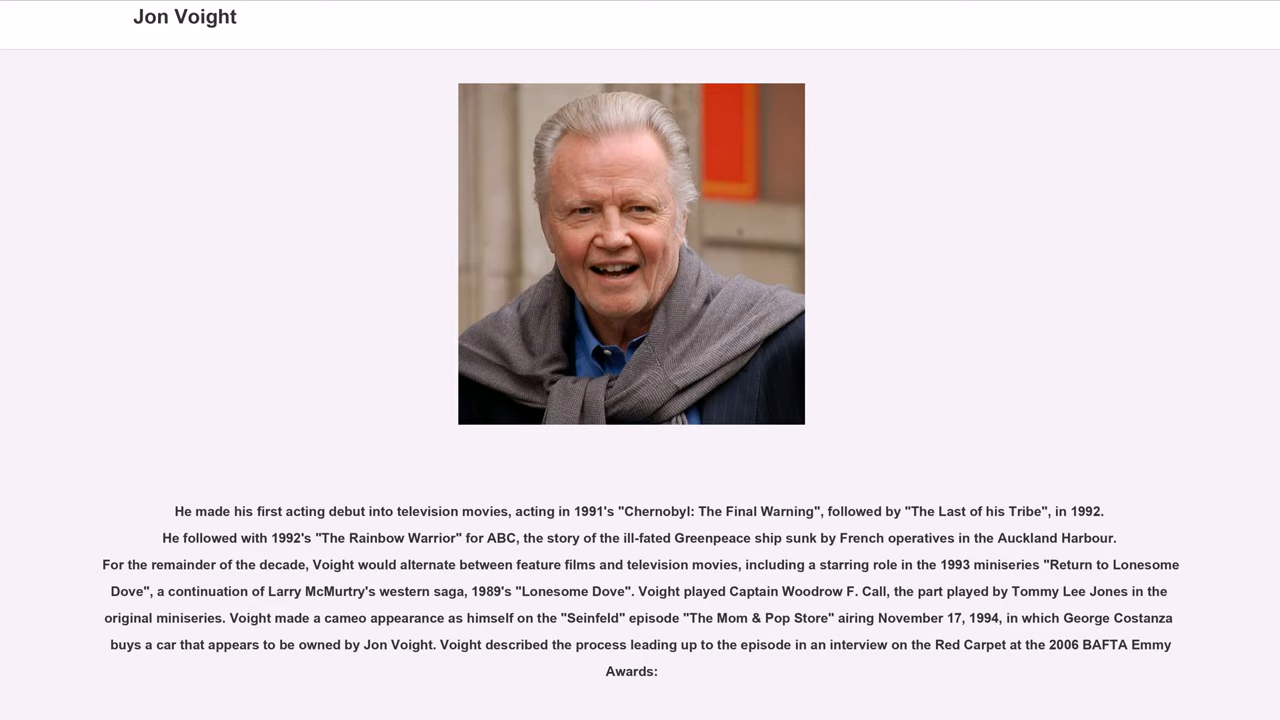 Jon Voight
He made his first acting debut into television movies, acting in 1991's "Chernobyl: The Final Warning", followed by "The Last of his Tribe", in 1992.
He followed with 1992's "The Rainbow Warrior" for ABC, the story of the ill-fated Greenpeace ship sunk by French operatives in the Auckland Harbour.
For the remainder of the decade, Voight would alternate between feature films and television movies, including a starring role in the 1993 miniseries "Return to Lonesome
Dove", a continuation of Larry McMurtry's western saga, 1989's "Lonesome Dove". Voight played Captain Woodrow F. Call, the part played by Tommy Lee Jones in the
original miniseries. Voight made a cameo appearance as himself on the "Seinfeld" episode "The Mom & Pop Store" airing November 17, 1994, in which George Costanza
buys a car that appears to be owned by Jon Voight. Voight described the process leading up to the episode in an interview on the Red Carpet at the 2006 BAFTA Emmy
Awards: